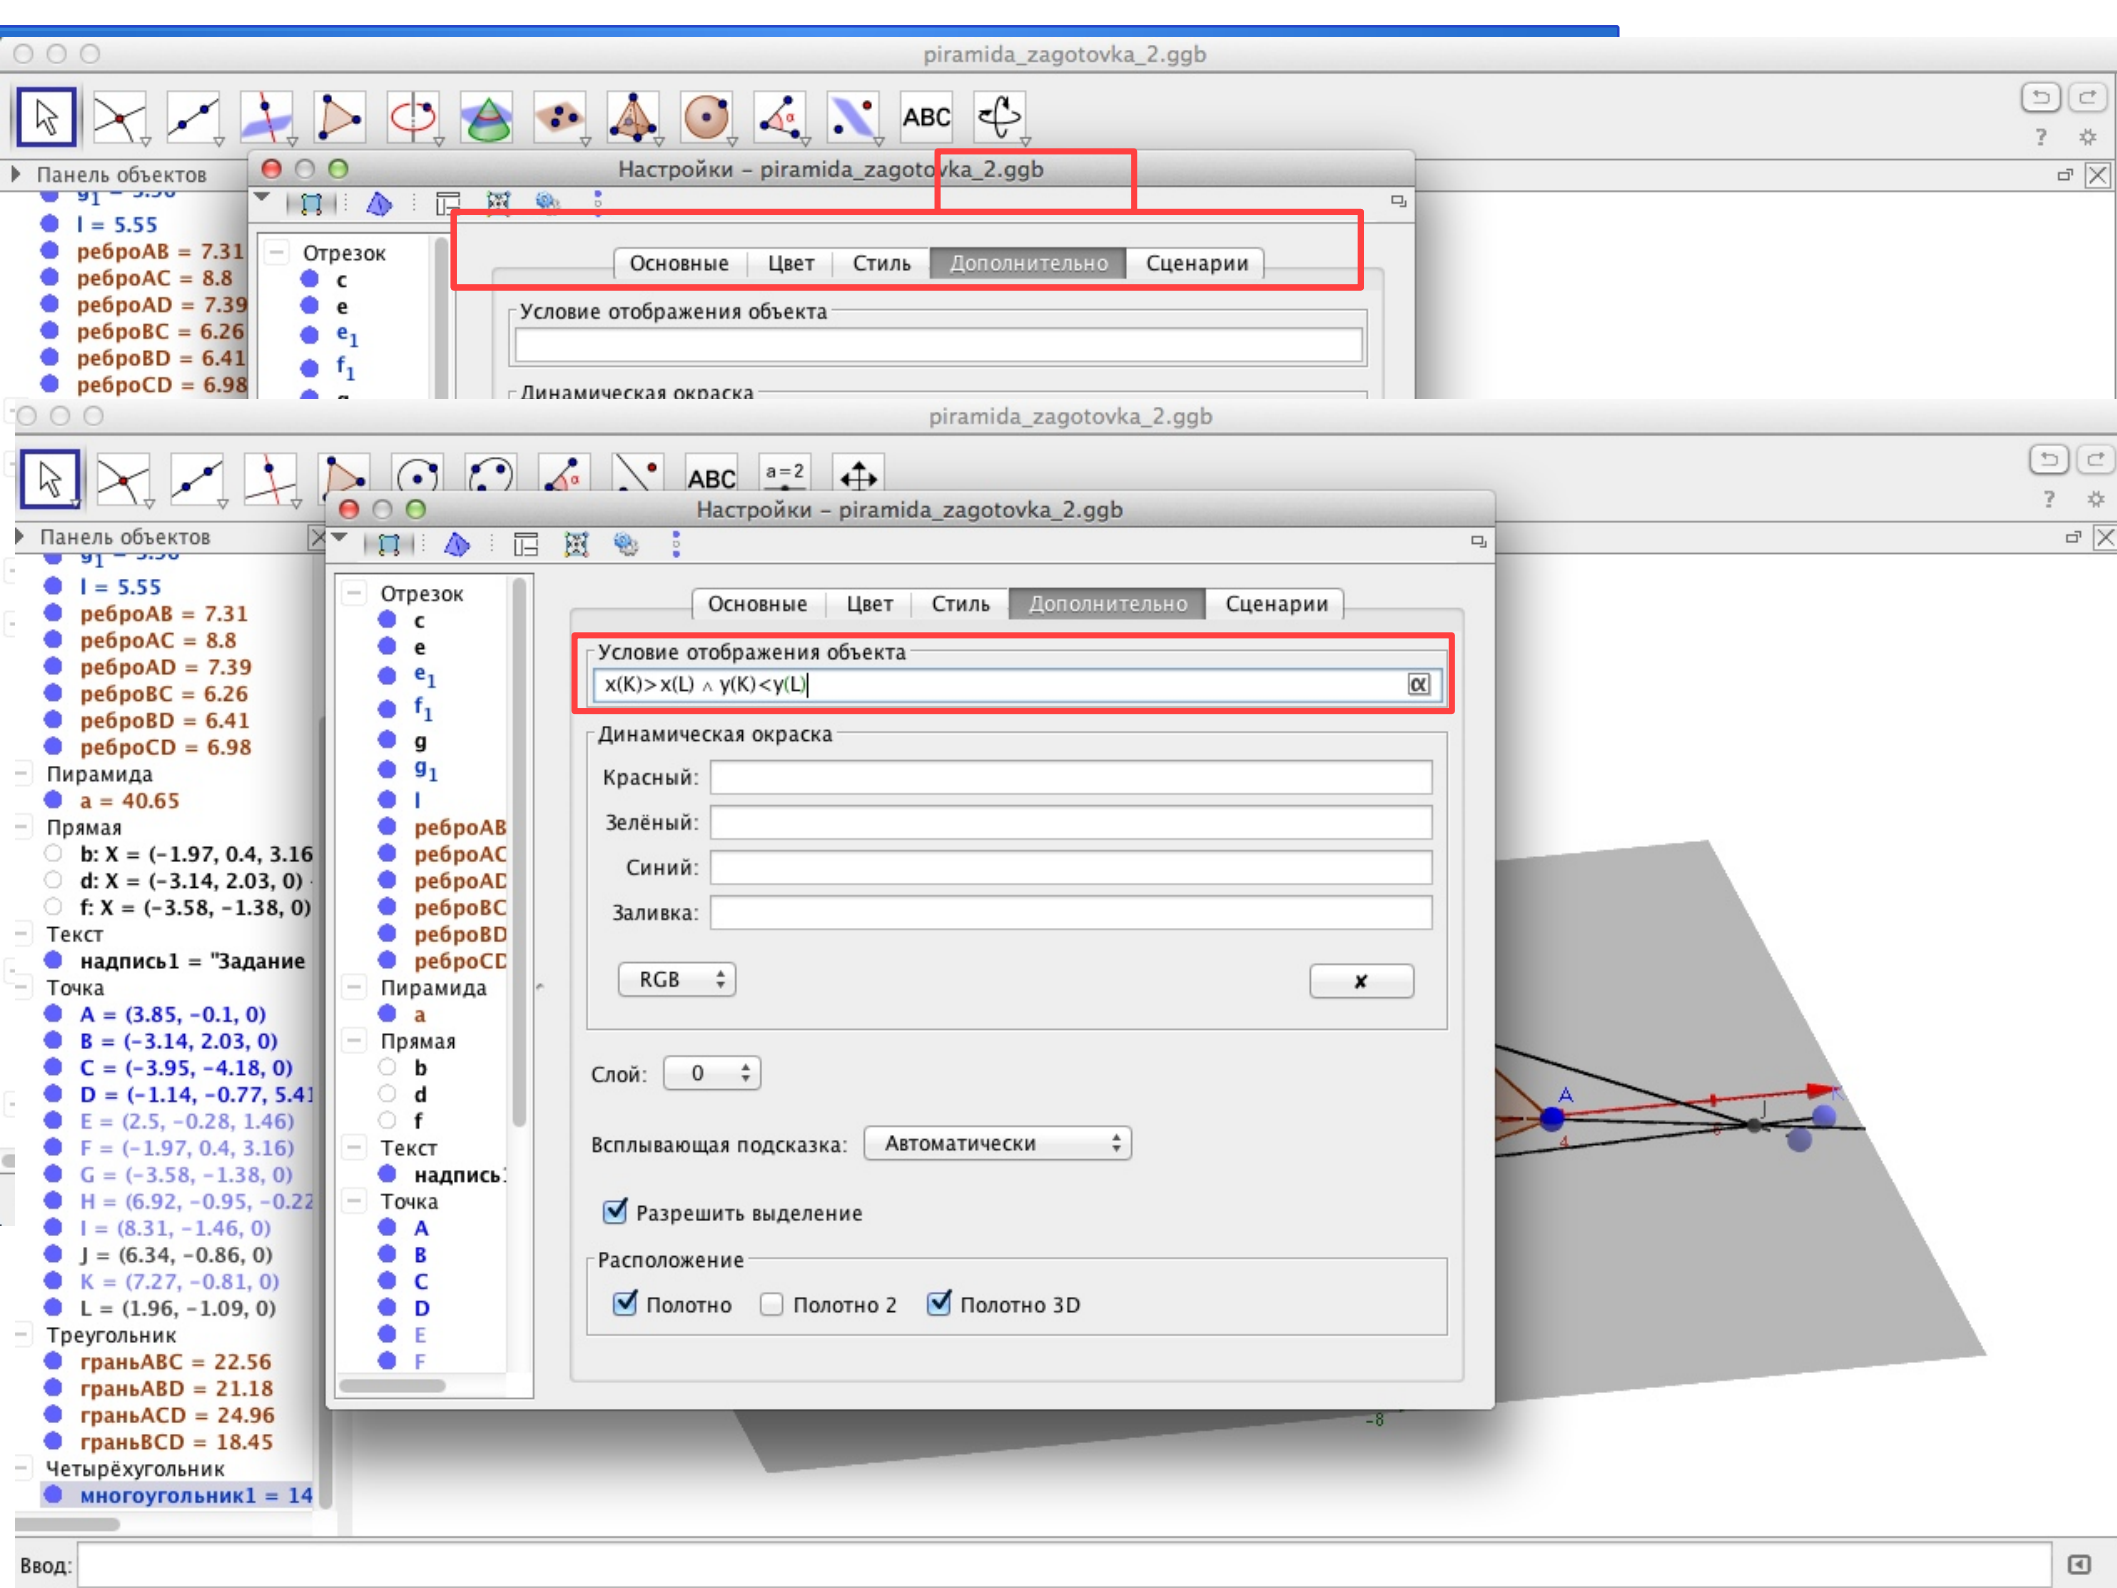 piramida_zagotovka_2.ggb
ABC
?
Панель объектов
Настройки – piramida_zagotovka_2.ggb
l = 5.55
реброAB = 7.31
реброAC = 8.8
реброAD = 7.39
реброBC = 6.26
реброBD = 6.41
реброCD = 6.98
Отрезок
c
e
e1
f1
Основные Цвет Стиль Дополнительно Сценарии
Условие отображения объекта
Динамическая окраска
piramida_zagotovka_2.ggb
ABC
a=2
?
Панель объектов
Настройки – piramida_zagotovka_2.ggb
l = 5.55
реброAB = 7.31
реброAC = 8.8
реброAD = 7.39
реброBC = 6.26
реброBD = 6.41
реброCD = 6.98
Пирамида
a = 40.65
Прямая
b: X = (-1.97, 0.4, 3.16
d: X = (-3.14, 2.03, 0)
f: X = (-3.58, -1.38, 0)
Текст
надпись1 = "Задание
Точка
A = (3.85, -0.1, 0)
B = (-3.14, 2.03, 0)
C = (-3.95, -4.18, 0)
D = (-1.14, -0.77, 5.41
E = (2.5, -0.28, 1.46)
F = (-1.97, 0.4, 3.16)
G = (-3.58, -1.38, 0)
H = (6.92, -0.95, -0.22
I = (8.31, -1.46, 0)
J = (6.34, -0.86, 0)
K = (7.27, -0.81, 0)
L = (1.96, -1.09, 0)
Треугольник
граньABC = 22.56
граньABD = 21.18
граньACD = 24.96
граньBCD = 18.45
Четырёхугольник
многоугольник1 = 14
Отрезок
c
e
e1
f1
g
g1
l
реброAB
реброAC
реброAD
реброBC
реброBD
реброCD
Пирамида
a
Прямая
b
d
f
Текст
надпись
Точка
A
B
C
D
E
F
Основные Цвет Стиль Дополнительно Сценарии
Условие отображения объекта
x(K)>x(L) ∧ y(K)<y(L)
α
Динамическая окраска
Красный:
Зелёный:
Синий:
Заливка:
RGB
✘
Слой: 0
Всплывающая подсказка: Автоматически
Разрешить выделение
Расположение
Полотно Полотно 2 Полотно 3D
A
J
K
4
-8
Ввод: